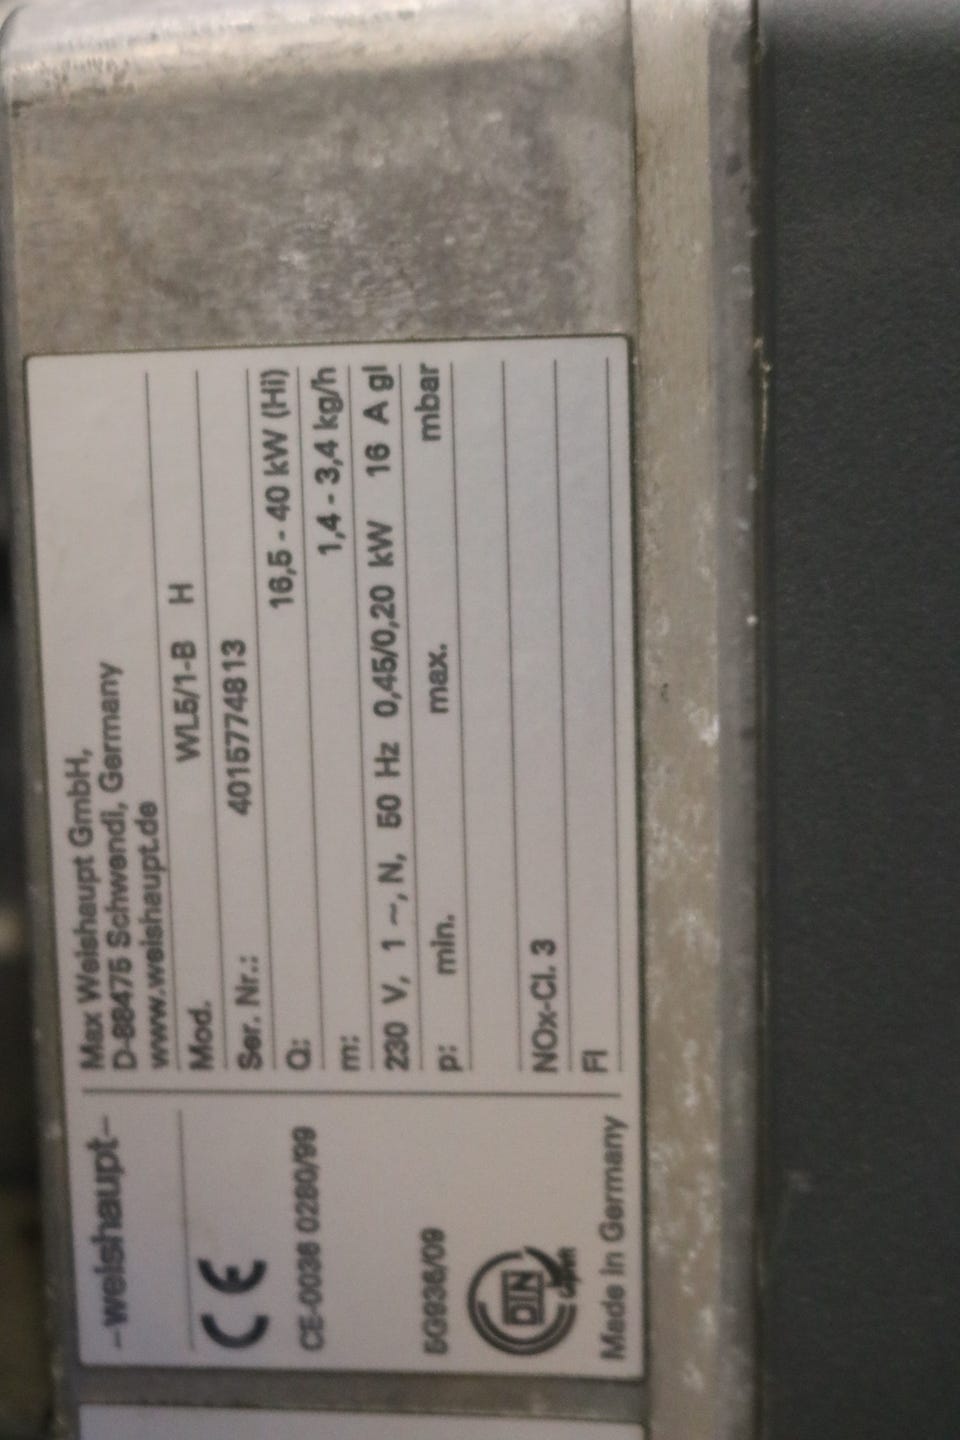 -weishaupt-
CE
CE-0036 0280/99
5G936/09
DIN
Made in Germany
Max Weishaupt GmbH,
D-88475 Schwendi, Germany
www.weishaupt.de
Mod. WL5/1-B H
Ser. Nr.: 4015774813
Q: 16,5 - 40 kW (Hi)
m: 1,4 - 3,4 kg/h
230 V, 1 ~, N, 50 Hz 0,45/0,20 kW 16 A gl
p: min. max. mbar
NOx-Cl. 3
FI